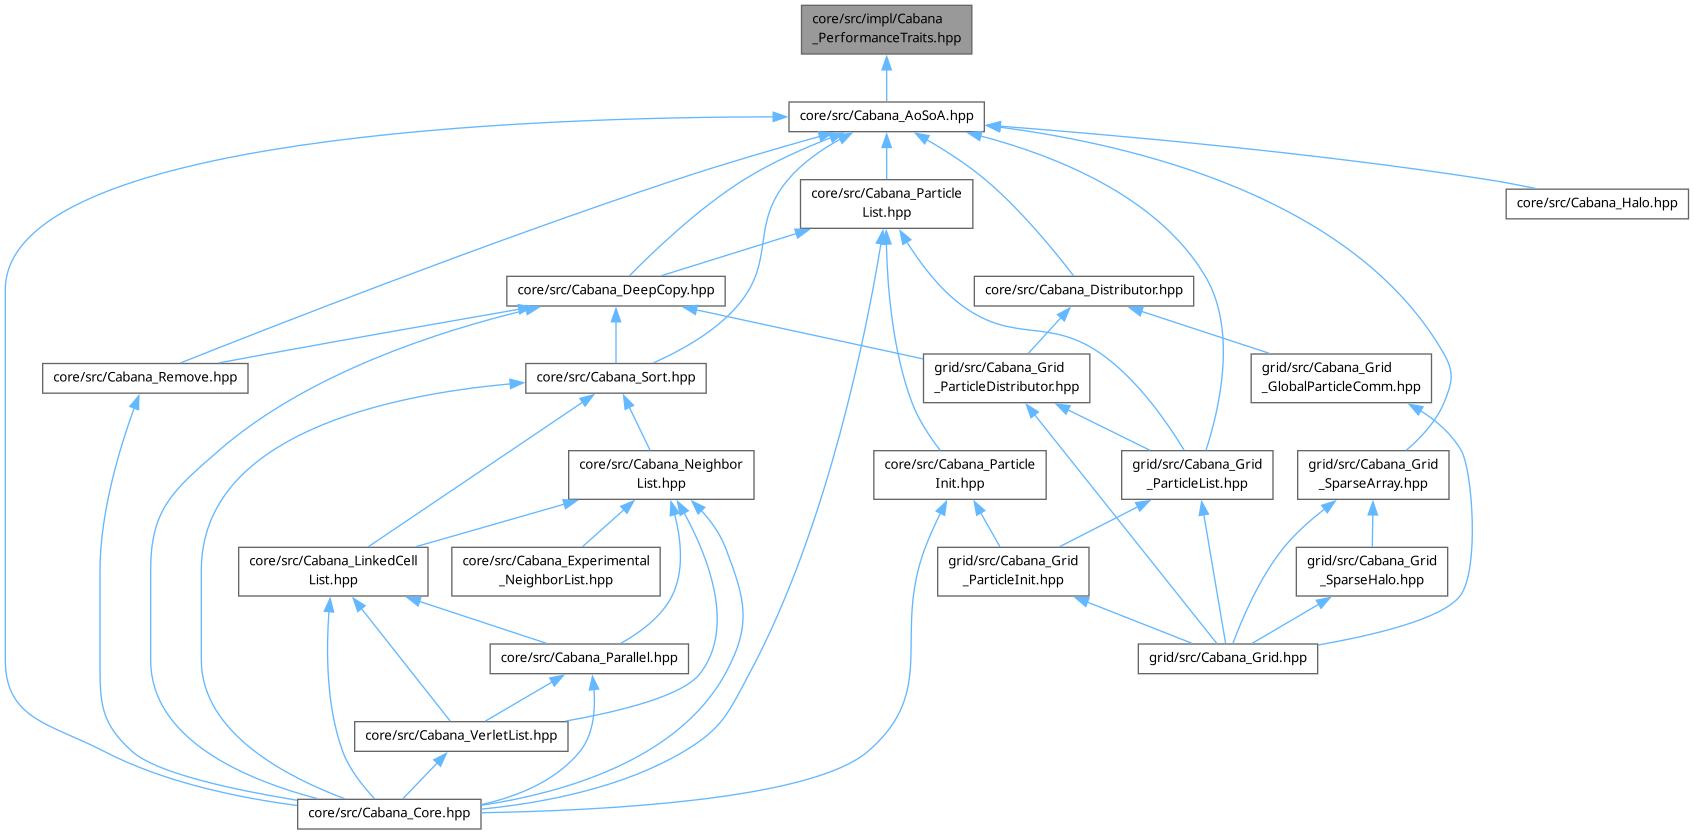 core/src/impl/Cabana
_PerformanceTraits.hpp
core/src/Cabana_AoSoA.hpp
core/src/Cabana_Particle
List.hpp
core/src/Cabana_Halo.hpp
core/src/Cabana_DeepCopy.hpp
core/src/Cabana_Distributor.hpp
core/src/Cabana_Remove.hpp
core/src/Cabana_Sort.hpp
grid/src/Cabana_Grid
_ParticleDistributor.hpp
grid/src/Cabana_Grid
_GlobalParticleComm.hpp
core/src/Cabana_Neighbor
List.hpp
core/src/Cabana_Particle
Init.hpp
grid/src/Cabana_Grid
_ParticleList.hpp
grid/src/Cabana_Grid
_SparseArray.hpp
core/src/Cabana_LinkedCell
List.hpp
core/src/Cabana_Experimental
_NeighborList.hpp
grid/src/Cabana_Grid
_ParticleInit.hpp
grid/src/Cabana_Grid
_SparseHalo.hpp
core/src/Cabana_Parallel.hpp
grid/src/Cabana_Grid.hpp
core/src/Cabana_VerletList.hpp
core/src/Cabana_Core.hpp